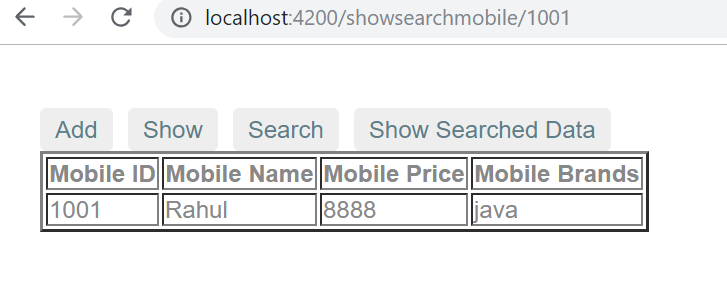 localhost:4200/showsearchmobile/1001
Add Show Search Show Searched Data
Mobile ID Mobile Name Mobile Price Mobile Brands
1001 Rahul 8888 java